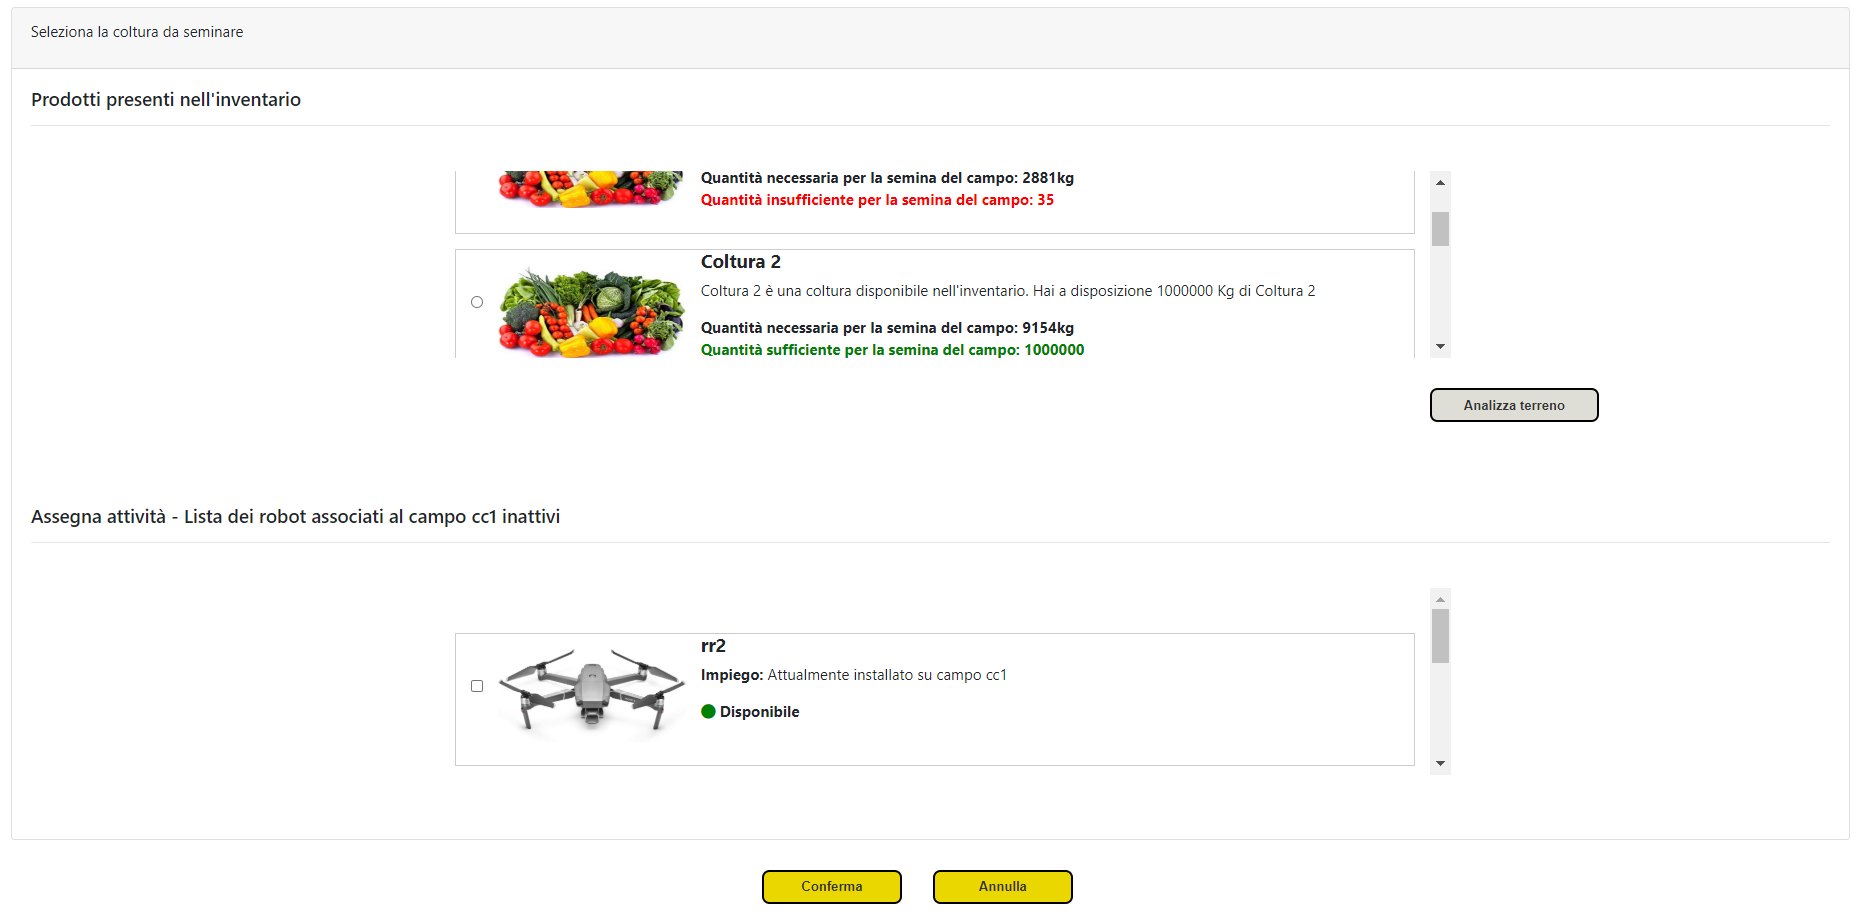 Seleziona la coltura da seminare
Prodotti presenti nell'inventario
Quantità necessaria per la semina del campo: 2881kg
Quantità insufficiente per la semina del campo: 35
Coltura 2
Coltura 2 è una coltura disponibile nell'inventario. Hai a disposizione 1000000 Kg di Coltura 2
Quantità necessaria per la semina del campo: 9154kg
Quantità sufficiente per la semina del campo: 1000000
Analizza terreno
Assegna attività - Lista dei robot associati al campo cc1 inattivi
rr2
Impiego: Attualmente installato su campo cc1
Disponibile
Conferma
Annulla